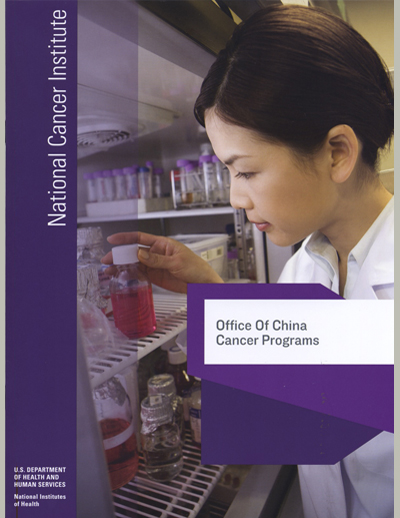 National Cancer Institute
Office Of China
Cancer Programs
U.S. DEPARTMENT
OF HEALTH AND
HUMAN SERVICES
National Institutes
of Health